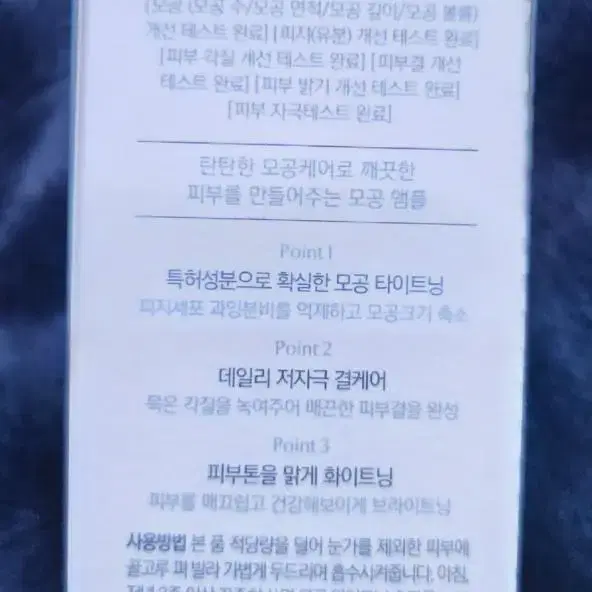 [모공 (모공 수/모공 면적/모공 깊이/모공 볼륨)
개선 테스트 완료] [피지(유분) 개선 테스트 완료]
[피부 각질 개선 테스트 완료] [피부결 개선
테스트 완료] [피부 밝기 개선 테스트 완료]
[피부 자극테스트 완료]
탄탄한 모공케어로 깨끗한
피부를 만들어주는 모공 앰플
Point 1
특허성분으로 확실한 모공 타이트닝
피지세포 과잉분비를 억제하고 모공크기 축소
Point 2
데일리 저자극 결케어
묵은 각질을 녹여주어 매끈한 피부결을 완성
Point 3
피부톤을 맑게 화이트닝
피부를 매끄럽고 건강해보이게 브라이트닝
사용방법 본 품 적당량을 덜어 눈가를 제외한 피부에
골고루 펴 발라 가볍게 두드리며 흡수시켜줍니다. 아침,